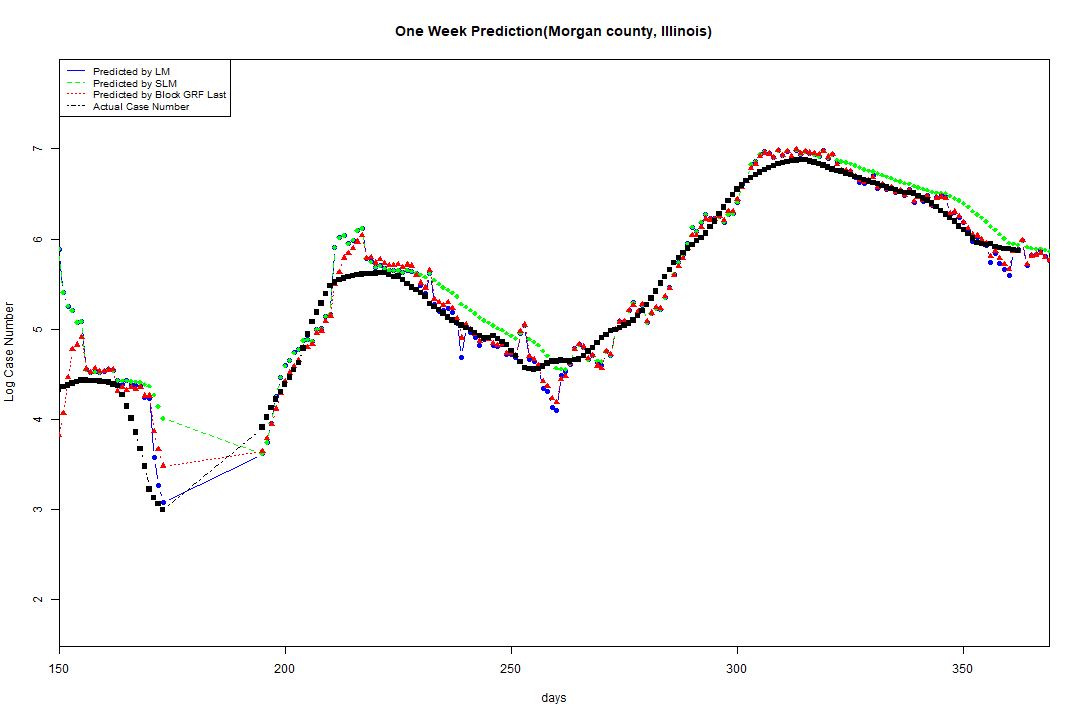 One Week Prediction(Morgan county, Illinois)
Predicted by LM
Predicted by SLM
Predicted by Block GRF Last
Actual Case Number
7
6
5
4
3
2
Log Case Number
150 200 250 300 350
days